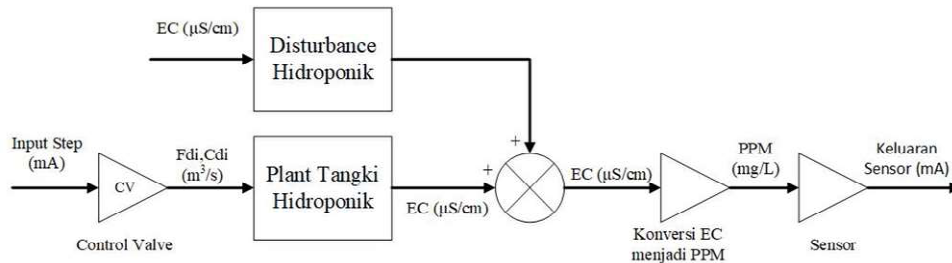 EC (μS/cm)
Disturbance
Hidroponik
+
Input Step
(mA)
CV
Control Valve
Fdi,Cdi
(m³/s)
Plant Tangki
Hidroponik
+
EC (μS/cm)
EC (μS/cm)
Konversi EC
menjadi PPM
PPM
(mg/L)
Sensor
Keluaran
Sensor (mA)